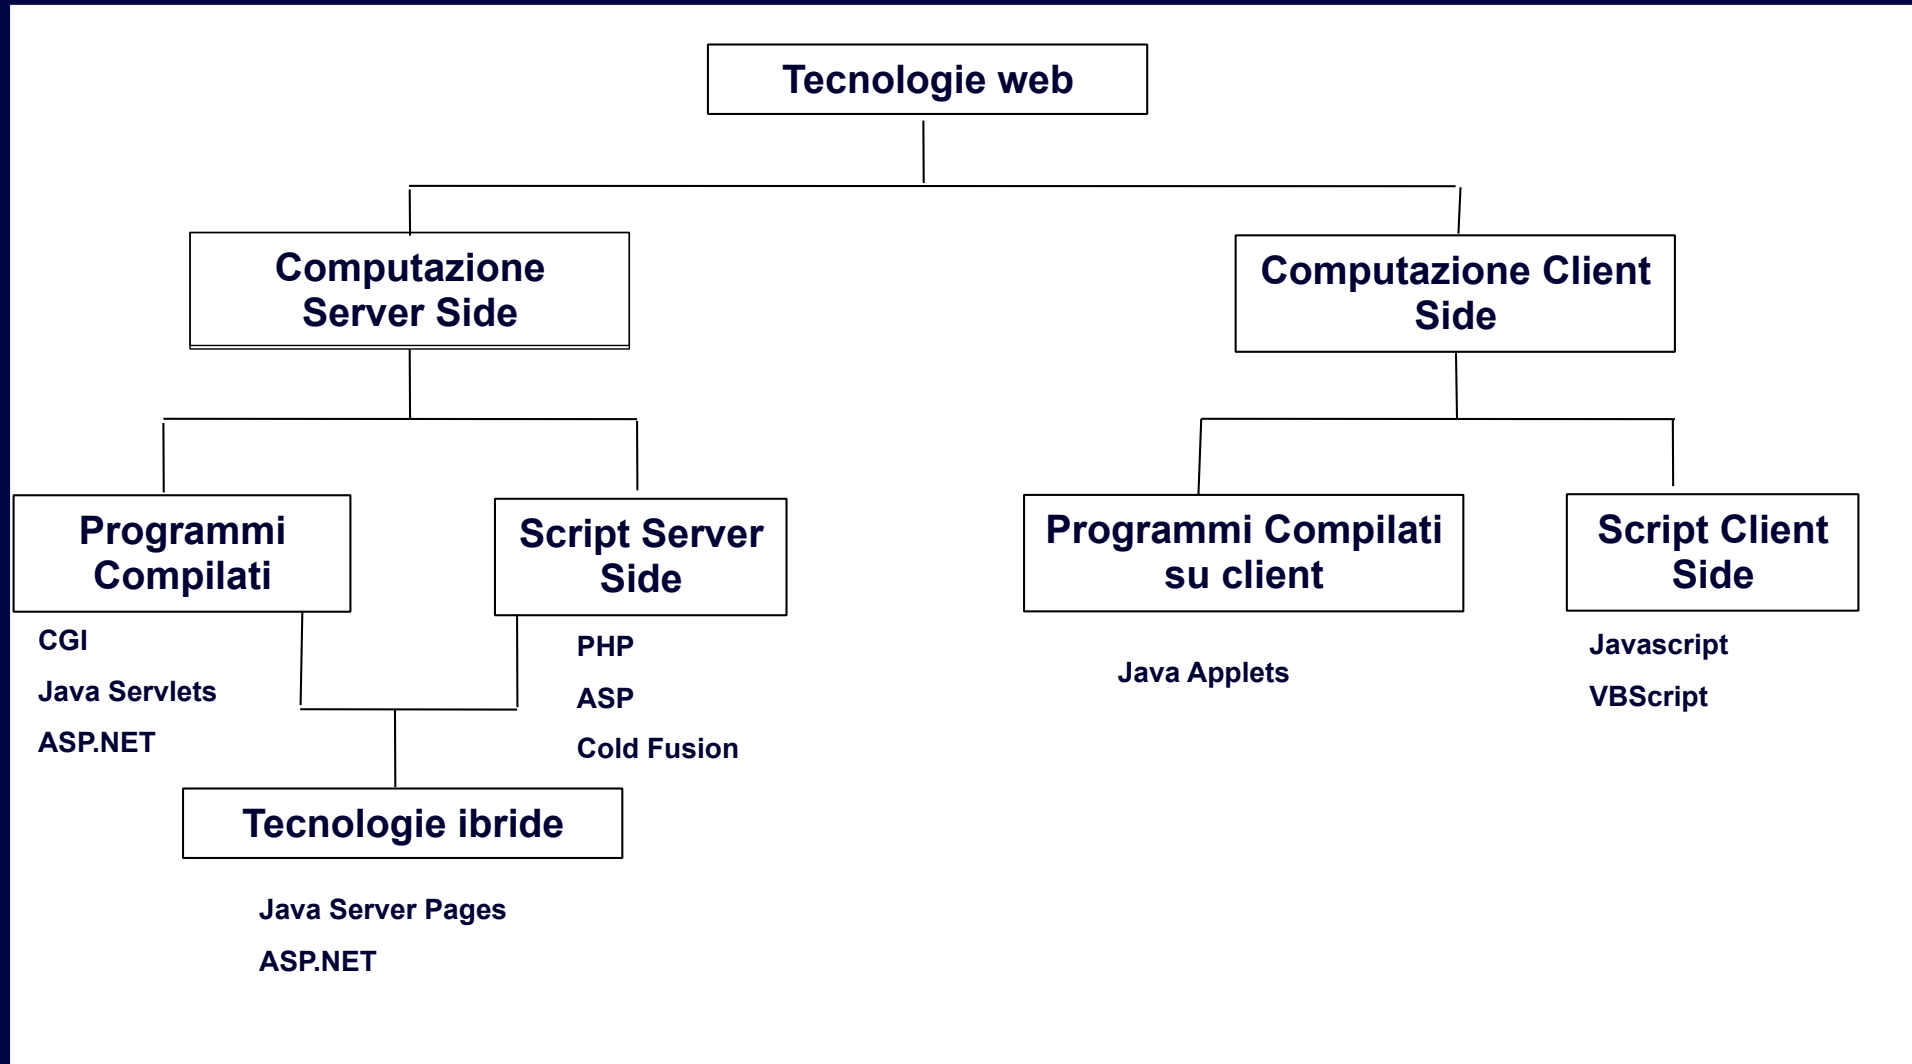 Tecnologie web
Computazione
Server Side
Computazione Client
Side
Programmi
Compilati
Script Server
Side
Programmi Compilati
su client
Script Client
Side
CGI
Java Servlets
ASP.NET
PHP
ASP
Cold Fusion
Java Applets
Javascript
VBScript
Tecnologie ibride
Java Server Pages
ASP.NET